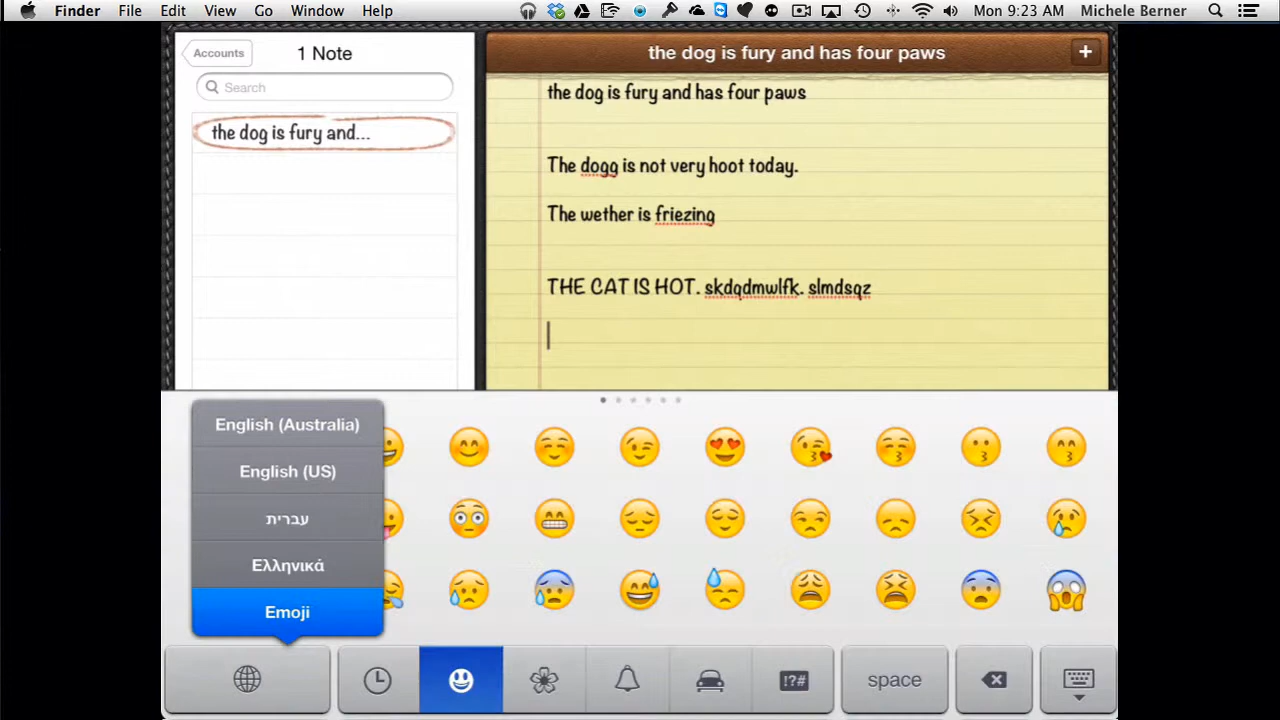 Finder File Edit View Go Window Help Mon 9:23 AM Michele Berner
Accounts
1 Note
the dog is fury and has four paws
+
Search
the dog is fury and...
the dog is fury and has four paws
The dogg is not very hoot today.
The wether is friezing
THE CAT IS HOT. skdqdmwlfk. slmdsqz
English (Australia)
English (US)
עברית
Ελληνικά
Emoji
!?#
space